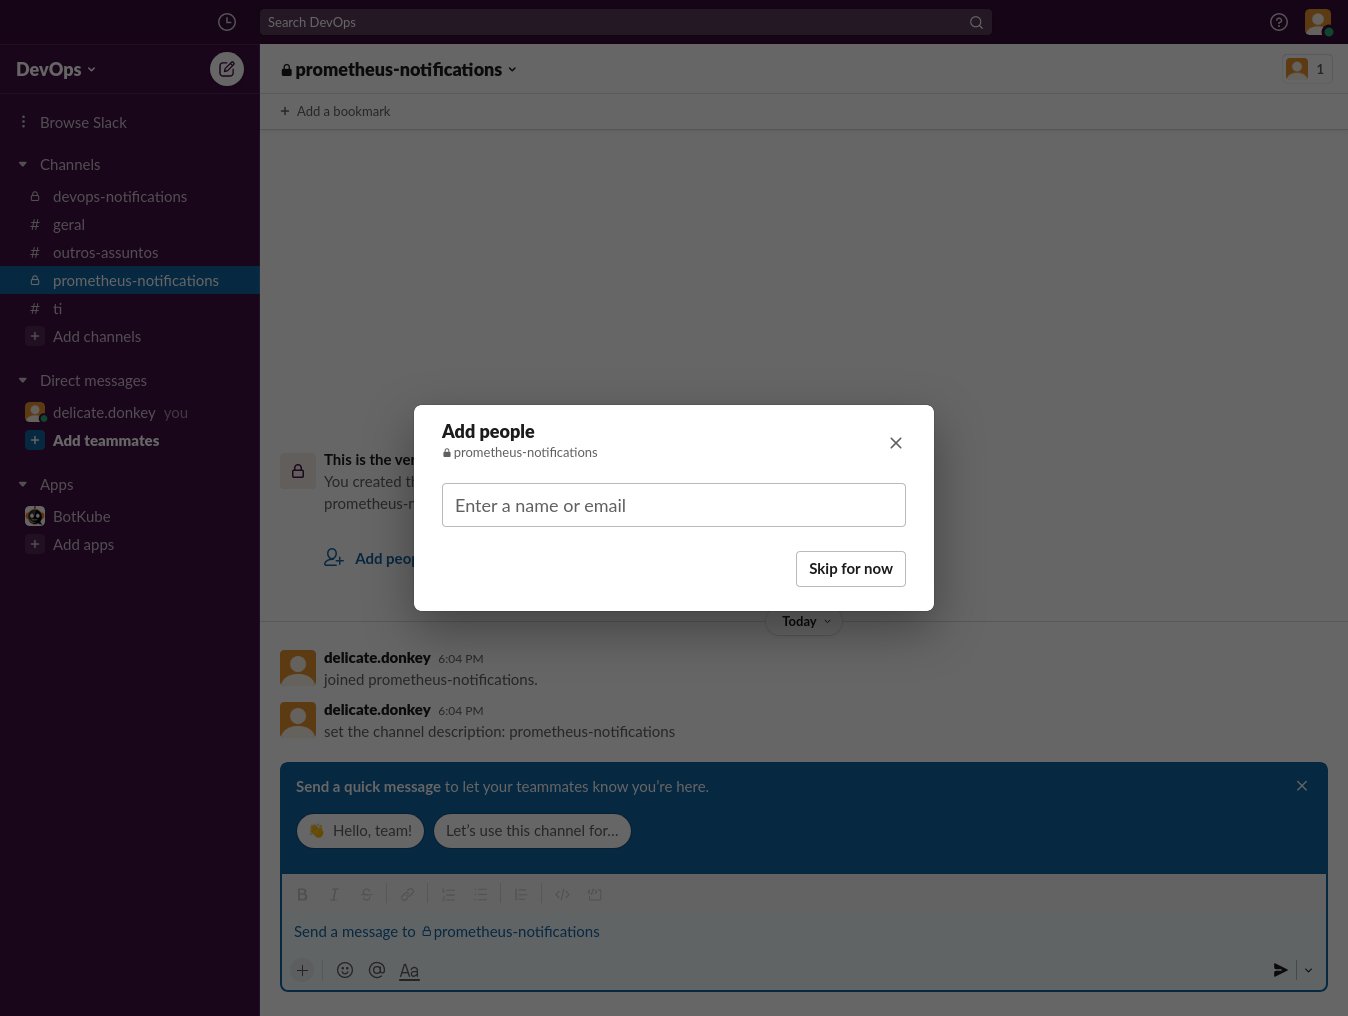 Search DevOps
DevOps
Browse Slack
Channels
devops-notifications
# geral
# outros-assuntos
prometheus-notifications
# ti
+ Add channels
Direct messages
delicate.donkey you
+ Add teammates
Apps
BotKube
+ Add apps
prometheus-notifications
1
+ Add a bookmark
This is the ver
You created th
prometheus-n
Add peop
Add people
prometheus-notifications
Enter a name or email
Skip for now
Today
delicate.donkey 6:04 PM
joined prometheus-notifications.
delicate.donkey 6:04 PM
set the channel description: prometheus-notifications
Send a quick message to let your teammates know you're here.
👋 Hello, team!
Let's use this channel for...
B I S
Send a message to prometheus-notifications
+ @ Aa